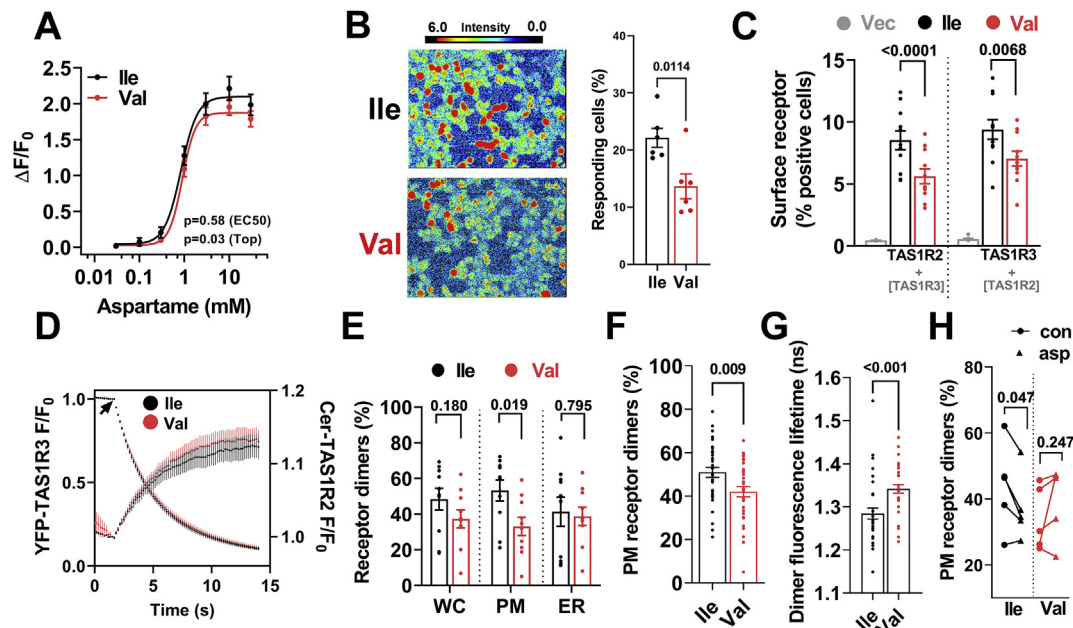 A
Ile
Val
ΔF/F0
2.5
2.0
1.5
1.0
0.5
0.0
p=0.58 (EC50)
p=0.03 (Top)
0.01 0.1 1 10
Aspartame (mM)
B
6.0 Intensity 0.0
Ile
Val
Responding cells (%)
40
30
20
10
0
0.0114
Ile Val
C
Vec Ile Val
<0.0001 0.0068
Surface receptor
(% positive cells)
15
10
5
0
TAS1R2 TAS1R3
+ +
[TAS1R3] [TAS1R2]
D
YFP-TAS1R3 F/F0
1.0
0.5
0.0
Ile
Val
1.2
1.1
1.0
Cer-TAS1R2 F/F0
0 5 10 15
Time (s)
E
Ile Val
Receptor dimers (%)
100
80
60
40
20
0
0.180 0.019 0.795
WC PM ER
F
PM receptor dimers (%)
100
80
60
40
20
0
0.009
Ile Val
G
Dimer fluorescence lifetime (ns)
1.6
1.5
1.4
1.3
1.2
1.1
<0.001
Ile Val
H
con
asp
PM receptor dimers (%)
80
60
40
20
0.047
0.247
Ile Val